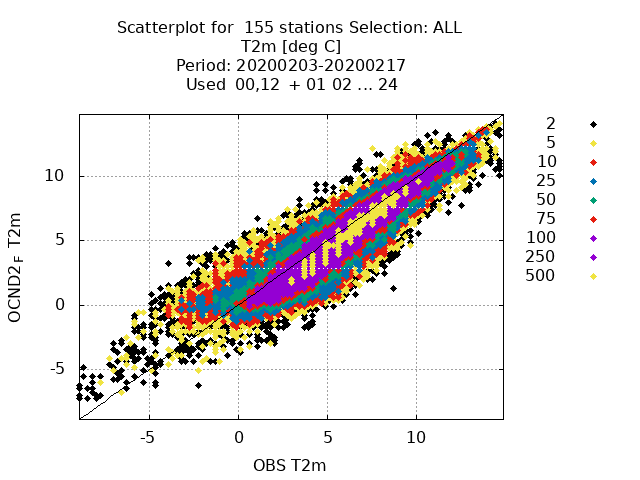 Scatterplot for 155 stations Selection: ALL
T2m [deg C]
Period: 20200203-20200217
Used 00,12 + 01 02 ... 24
2
5
10
25
50
75
100
250
500
10
5
0
-5
OCND2_F T2m
-5 0 5 10
OBS T2m